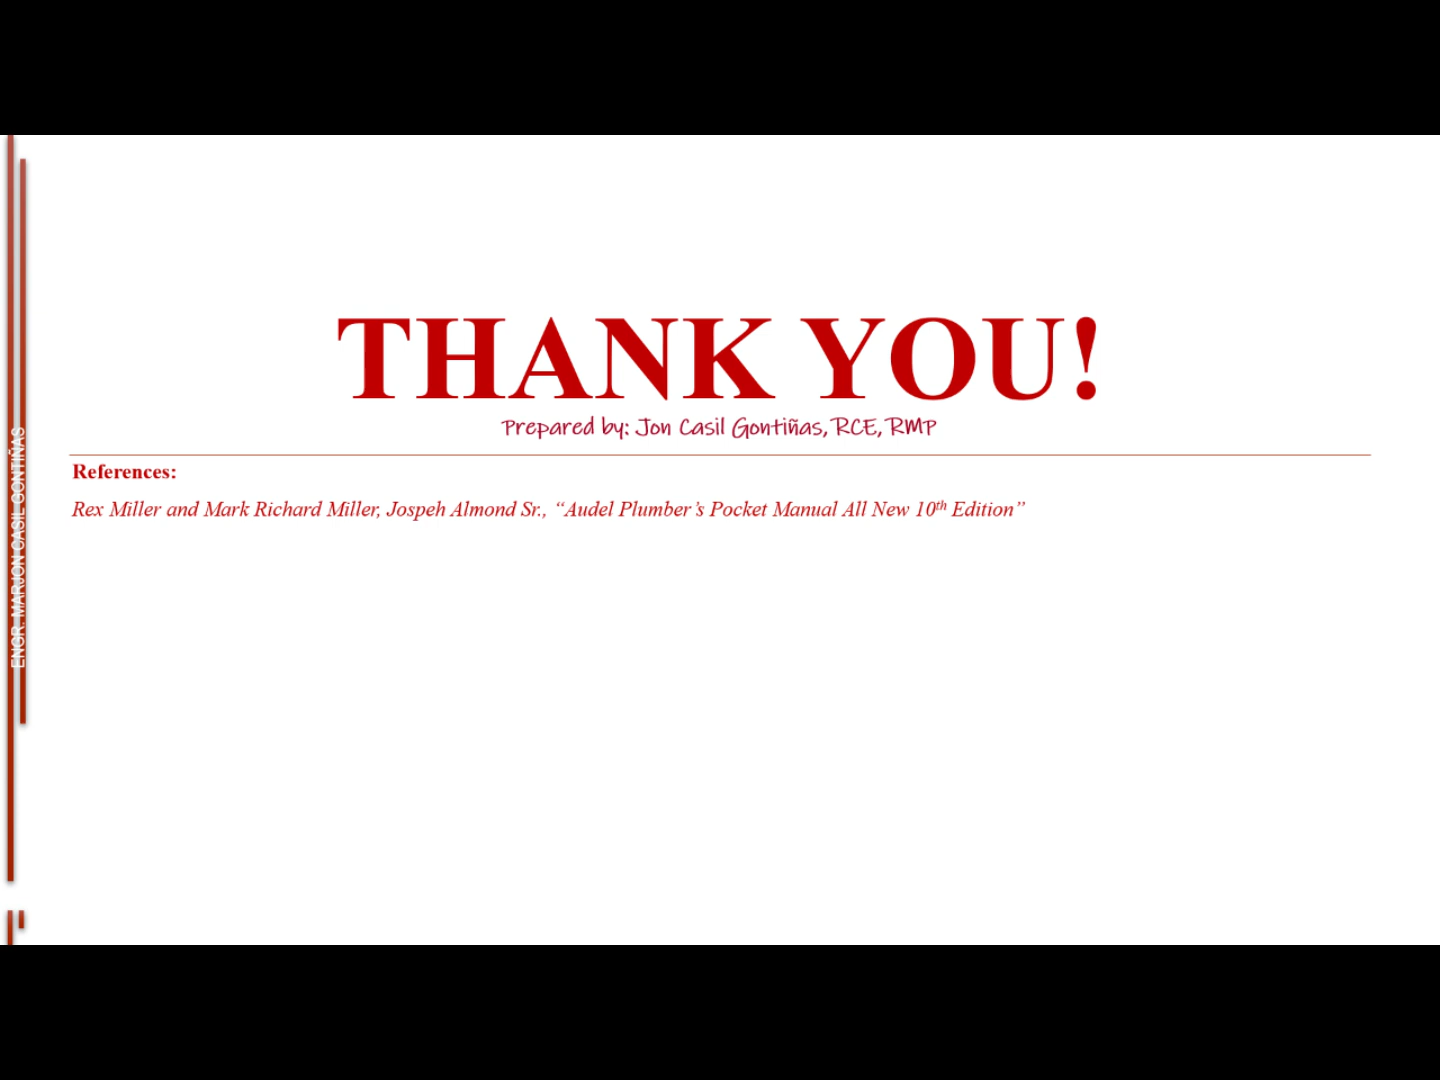 THANK YOU!
Prepared by: Jon Casil Gontiñas, RCE, RMP
References:
Rex Miller and Mark Richard Miller, Jospeh Almond Sr., “Audel Plumber’s Pocket Manual All New 10th Edition”
ENGR. MARJON CASIL GONTIÑAS